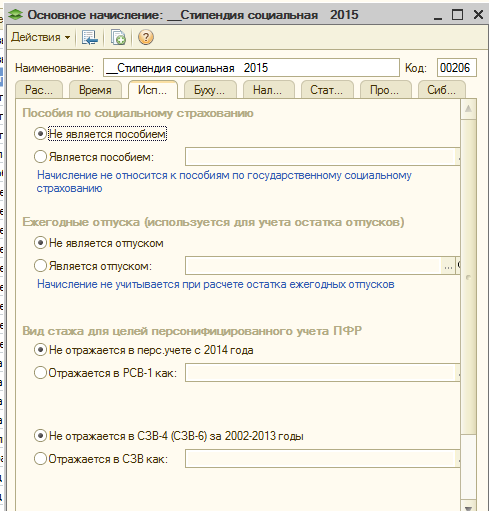 Основное начисление: __Стипендия социальная 2015
Действия
Наименование: __Стипендия социальная 2015 Код: 00206
Рас... Время Исп... Буху... Нал... Стат... Про... Сиб...
Пособия по социальному страхованию
Не является пособием
Является пособием:
Начисление не относится к пособиям по государственному социальному
страхованию
Ежегодные отпуска (используется для учета остатка отпусков)
Не является отпуском
Является отпуском: ...
Начисление не учитывается при расчете остатка ежегодных отпусков
Вид стажа для целей персонифицированного учета ПФР
Не отражается в перс.учете с 2014 года
Отражается в РСВ-1 как:
Не отражается в СЗВ-4 (СЗВ-6) за 2002-2013 годы
Отражается в СЗВ как: